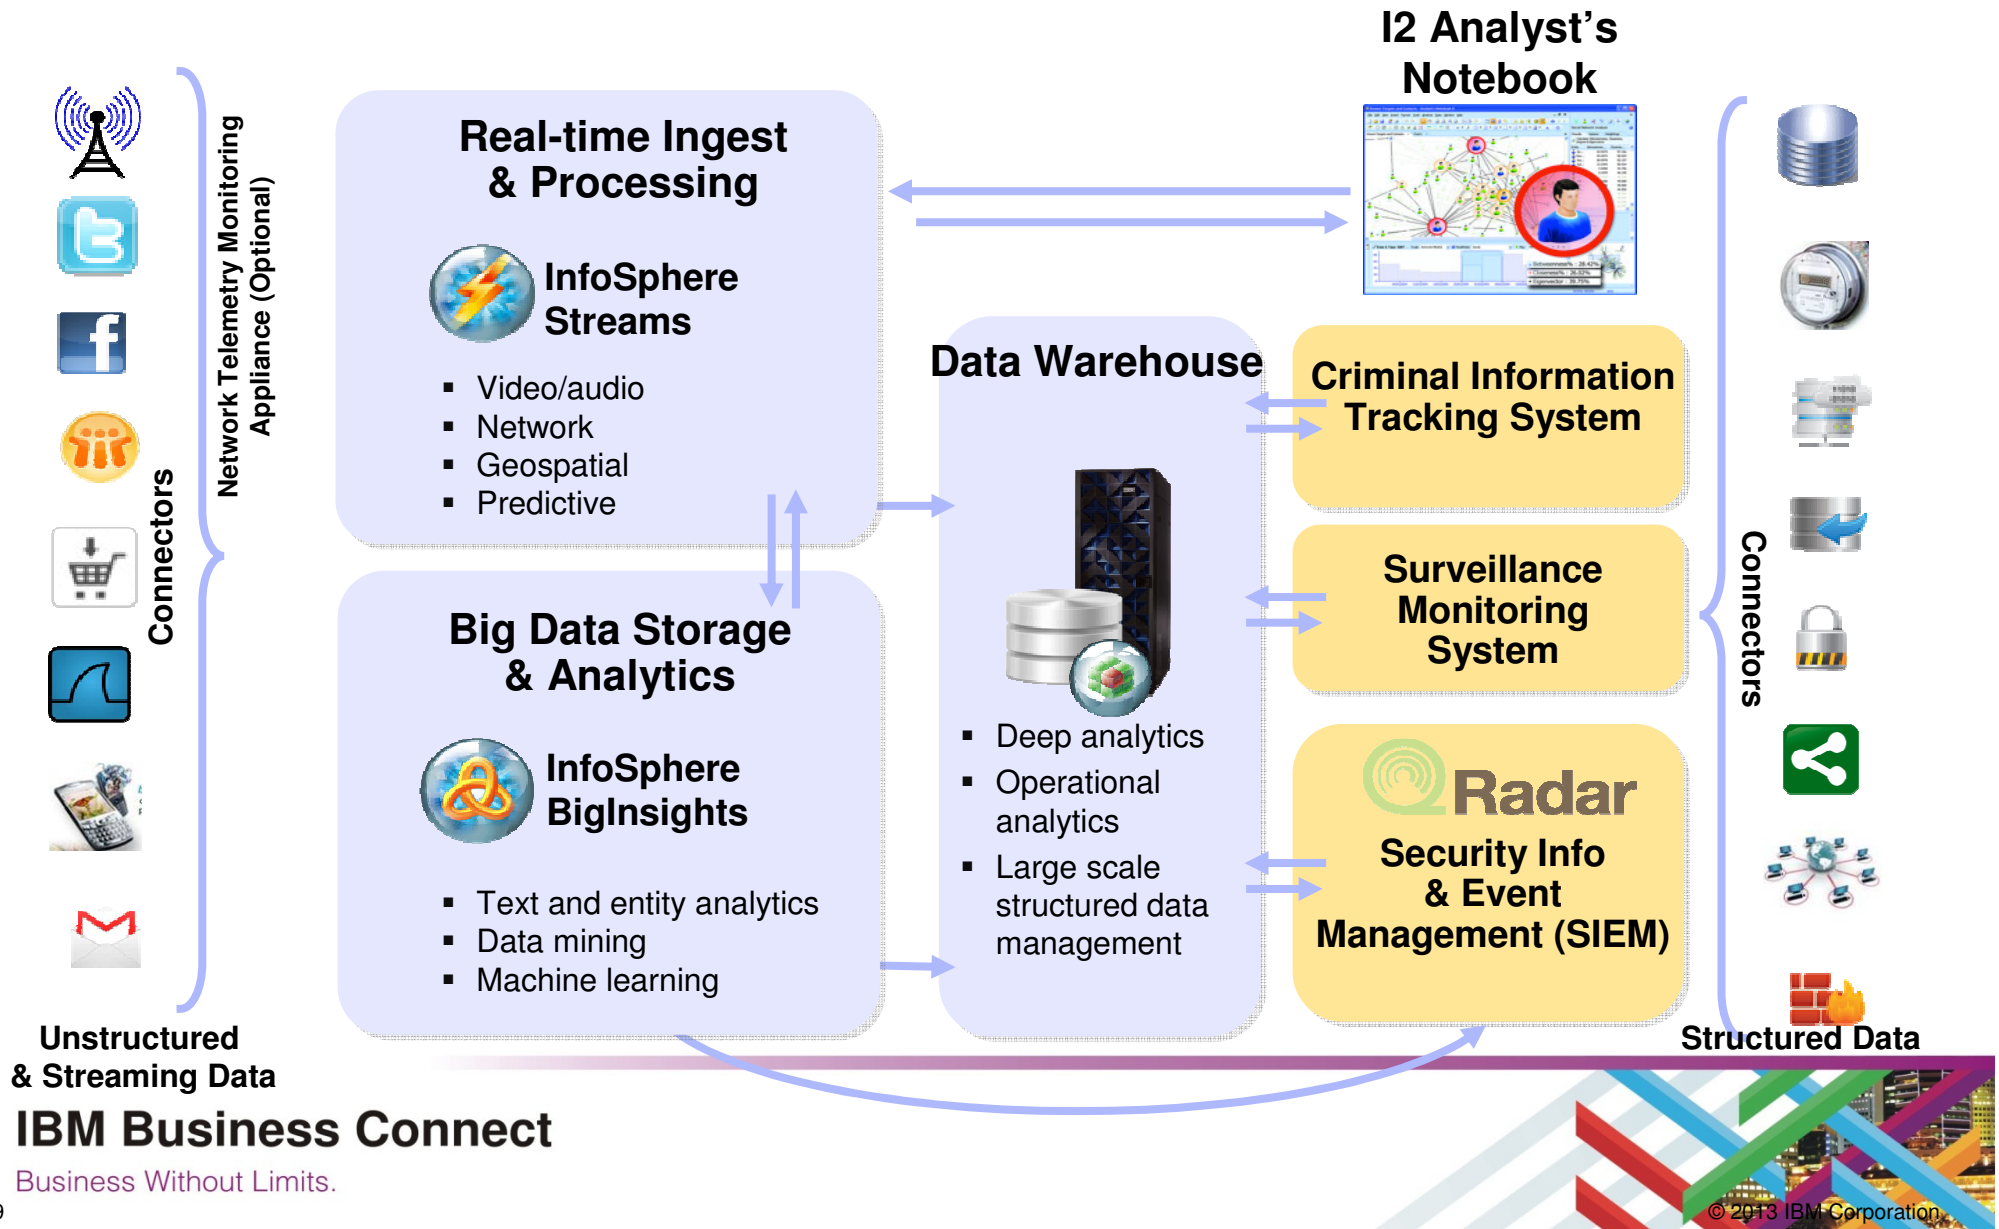 I2 Analyst's
Notebook
Network Telemetry Monitoring
Appliance (Optional)
Connectors
Real-time Ingest
& Processing
InfoSphere
Streams
▪ Video/audio
▪ Network
▪ Geospatial
▪ Predictive
Big Data Storage
& Analytics
InfoSphere
BigInsights
▪ Text and entity analytics
▪ Data mining
▪ Machine learning
Data Warehouse
▪ Deep analytics
▪ Operational
analytics
▪ Large scale
structured data
management
Criminal Information
Tracking System
Surveillance
Monitoring
System
QRadar
Security Info
& Event
Management (SIEM)
Connectors
Unstructured
& Streaming Data
Structured Data
IBM Business Connect
Business Without Limits.
9
© 2013 IBM Corporation